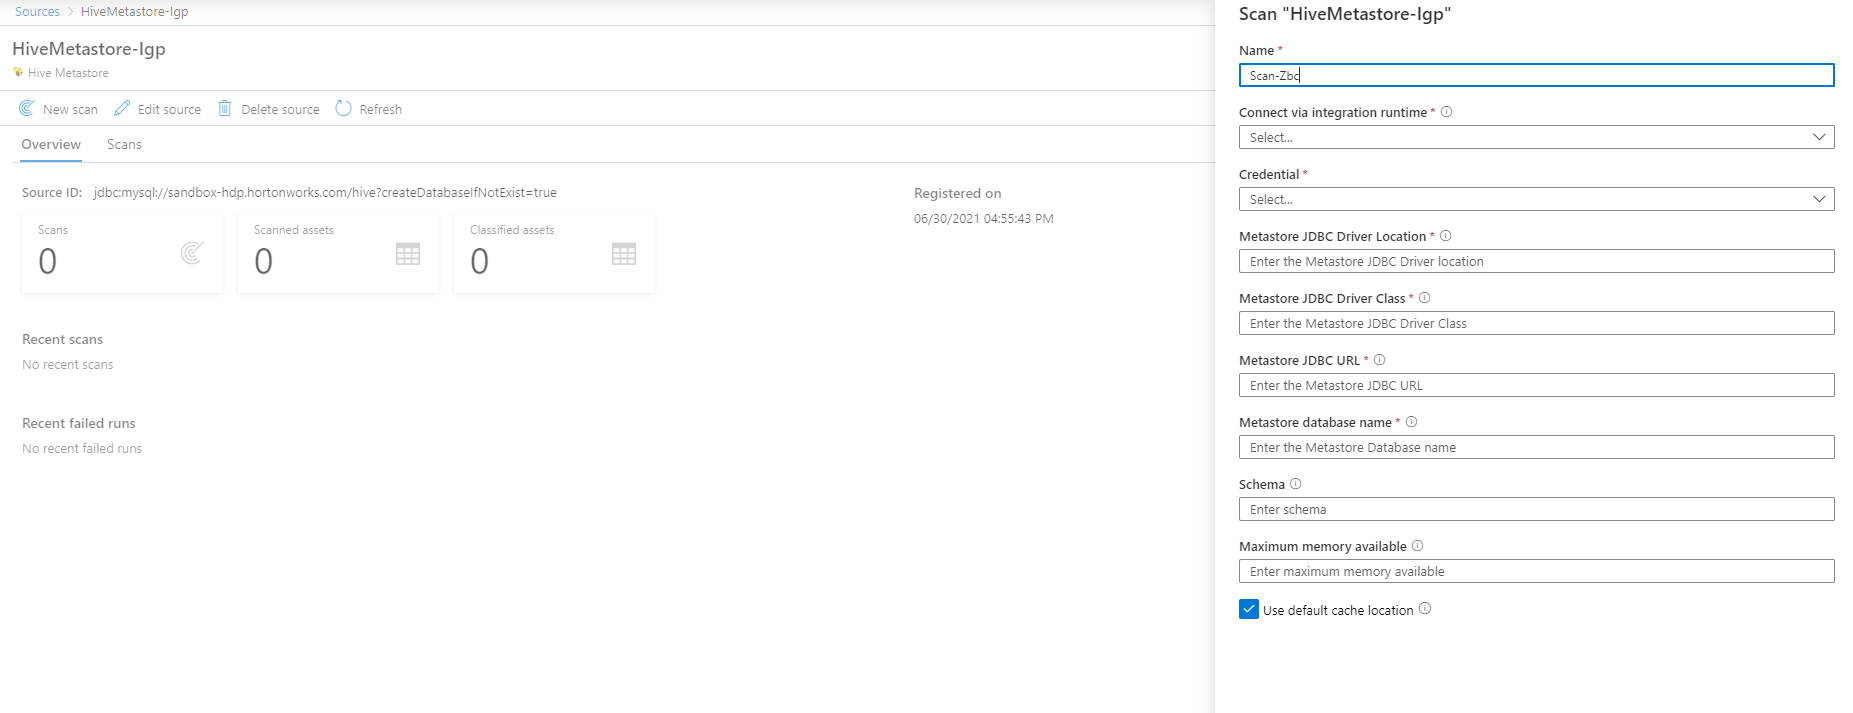 Sources > HiveMetastore-Igp
HiveMetastore-Igp
Hive Metastore
New scan Edit source Delete source Refresh
Overview Scans
Source ID: jdbc:mysql://sandbox-hdp.hortonworks.com/hive?createDatabaseIfNotExist=true
Scans
0
Scanned assets
0
Classified assets
0
Registered on
06/30/2021 04:55:43 PM
Recent scans
No recent scans
Recent failed runs
No recent failed runs
Scan "HiveMetastore-Igp"
Name *
Scan-Zbc
Connect via integration runtime *
Select...
Credential *
Select...
Metastore JDBC Driver Location *
Enter the Metastore JDBC Driver location
Metastore JDBC Driver Class *
Enter the Metastore JDBC Driver Class
Metastore JDBC URL *
Enter the Metastore JDBC URL
Metastore database name *
Enter the Metastore Database name
Schema
Enter schema
Maximum memory available
Enter maximum memory available
Use default cache location